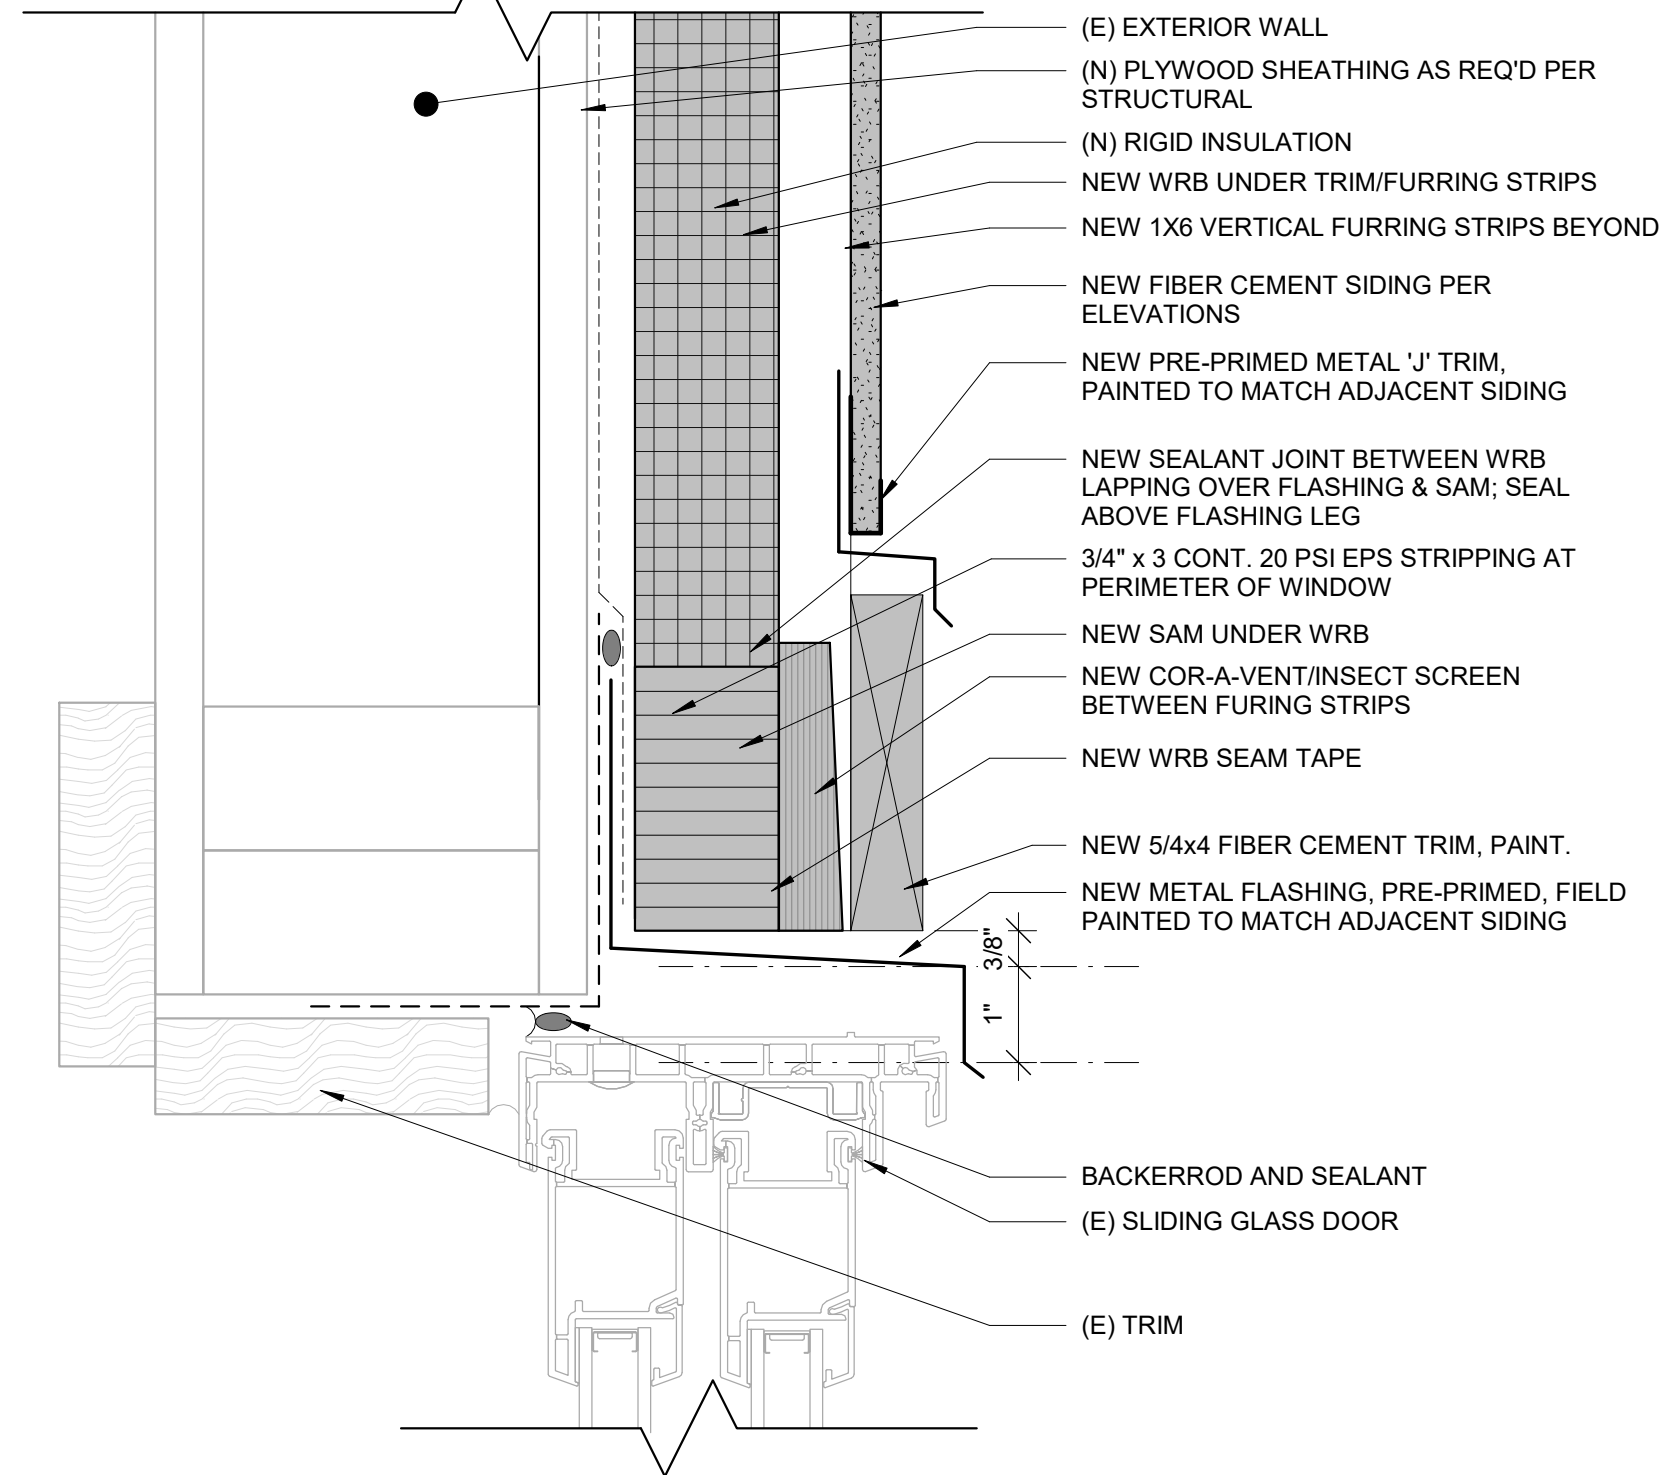 (E) EXTERIOR WALL
(N) PLYWOOD SHEATHING AS REQ'D PER
STRUCTURAL
(N) RIGID INSULATION
NEW WRB UNDER TRIM/FURRING STRIPS
NEW 1X6 VERTICAL FURRING STRIPS BEYOND
NEW FIBER CEMENT SIDING PER
ELEVATIONS
NEW PRE-PRIMED METAL 'J' TRIM,
PAINTED TO MATCH ADJACENT SIDING
NEW SEALANT JOINT BETWEEN WRB
LAPPING OVER FLASHING & SAM; SEAL
ABOVE FLASHING LEG
3/4" x 3 CONT. 20 PSI EPS STRIPPING AT
PERIMETER OF WINDOW
NEW SAM UNDER WRB
NEW COR-A-VENT/INSECT SCREEN
BETWEEN FURING STRIPS
NEW WRB SEAM TAPE
NEW 5/4x4 FIBER CEMENT TRIM, PAINT.
NEW METAL FLASHING, PRE-PRIMED, FIELD
PAINTED TO MATCH ADJACENT SIDING
3/8"
1"
BACKERROD AND SEALANT
(E) SLIDING GLASS DOOR
(E) TRIM